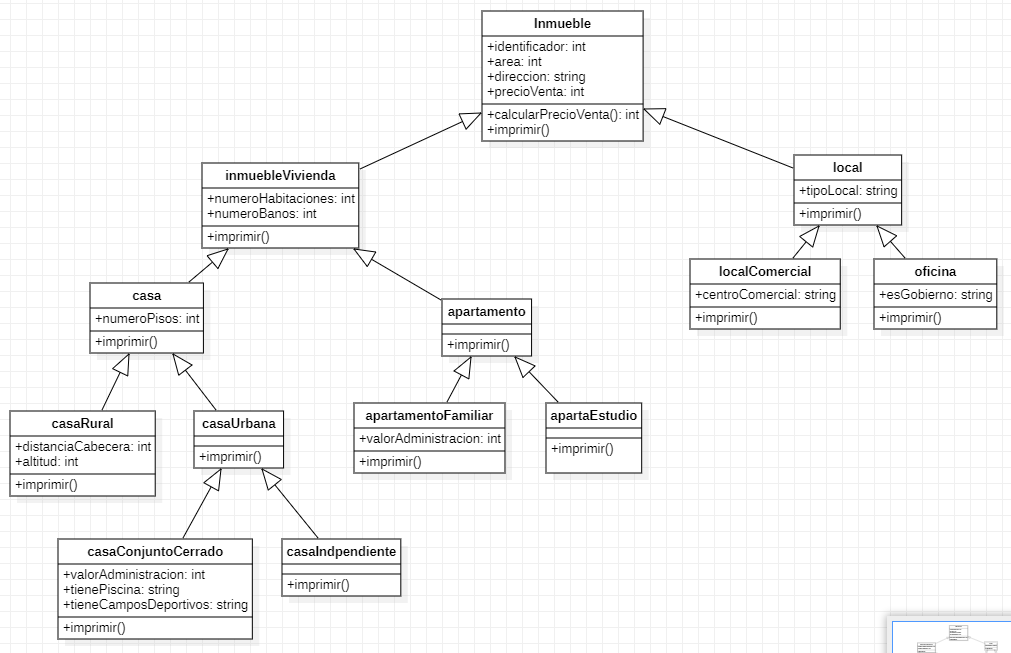 Inmueble
+identificador: int
+area: int
+direccion: string
+precioVenta: int
+calcularPrecioVenta(): int
+imprimir()
inmuebleVivienda
+numeroHabitaciones: int
+numeroBanos: int
+imprimir()
local
+tipoLocal: string
+imprimir()
localComercial
+centroComercial: string
+imprimir()
oficina
+esGobierno: string
+imprimir()
casa
+numeroPisos: int
+imprimir()
apartamento
+imprimir()
casaRural
+distanciaCabecera: int
+altitud: int
+imprimir()
casaUrbana
+imprimir()
apartamentoFamiliar
+valorAdministracion: int
+imprimir()
apartaEstudio
+imprimir()
casaConjuntoCerrado
+valorAdministracion: int
+tienePiscina: string
+tieneCamposDeportivos: string
+imprimir()
casaIndpendiente
+imprimir()